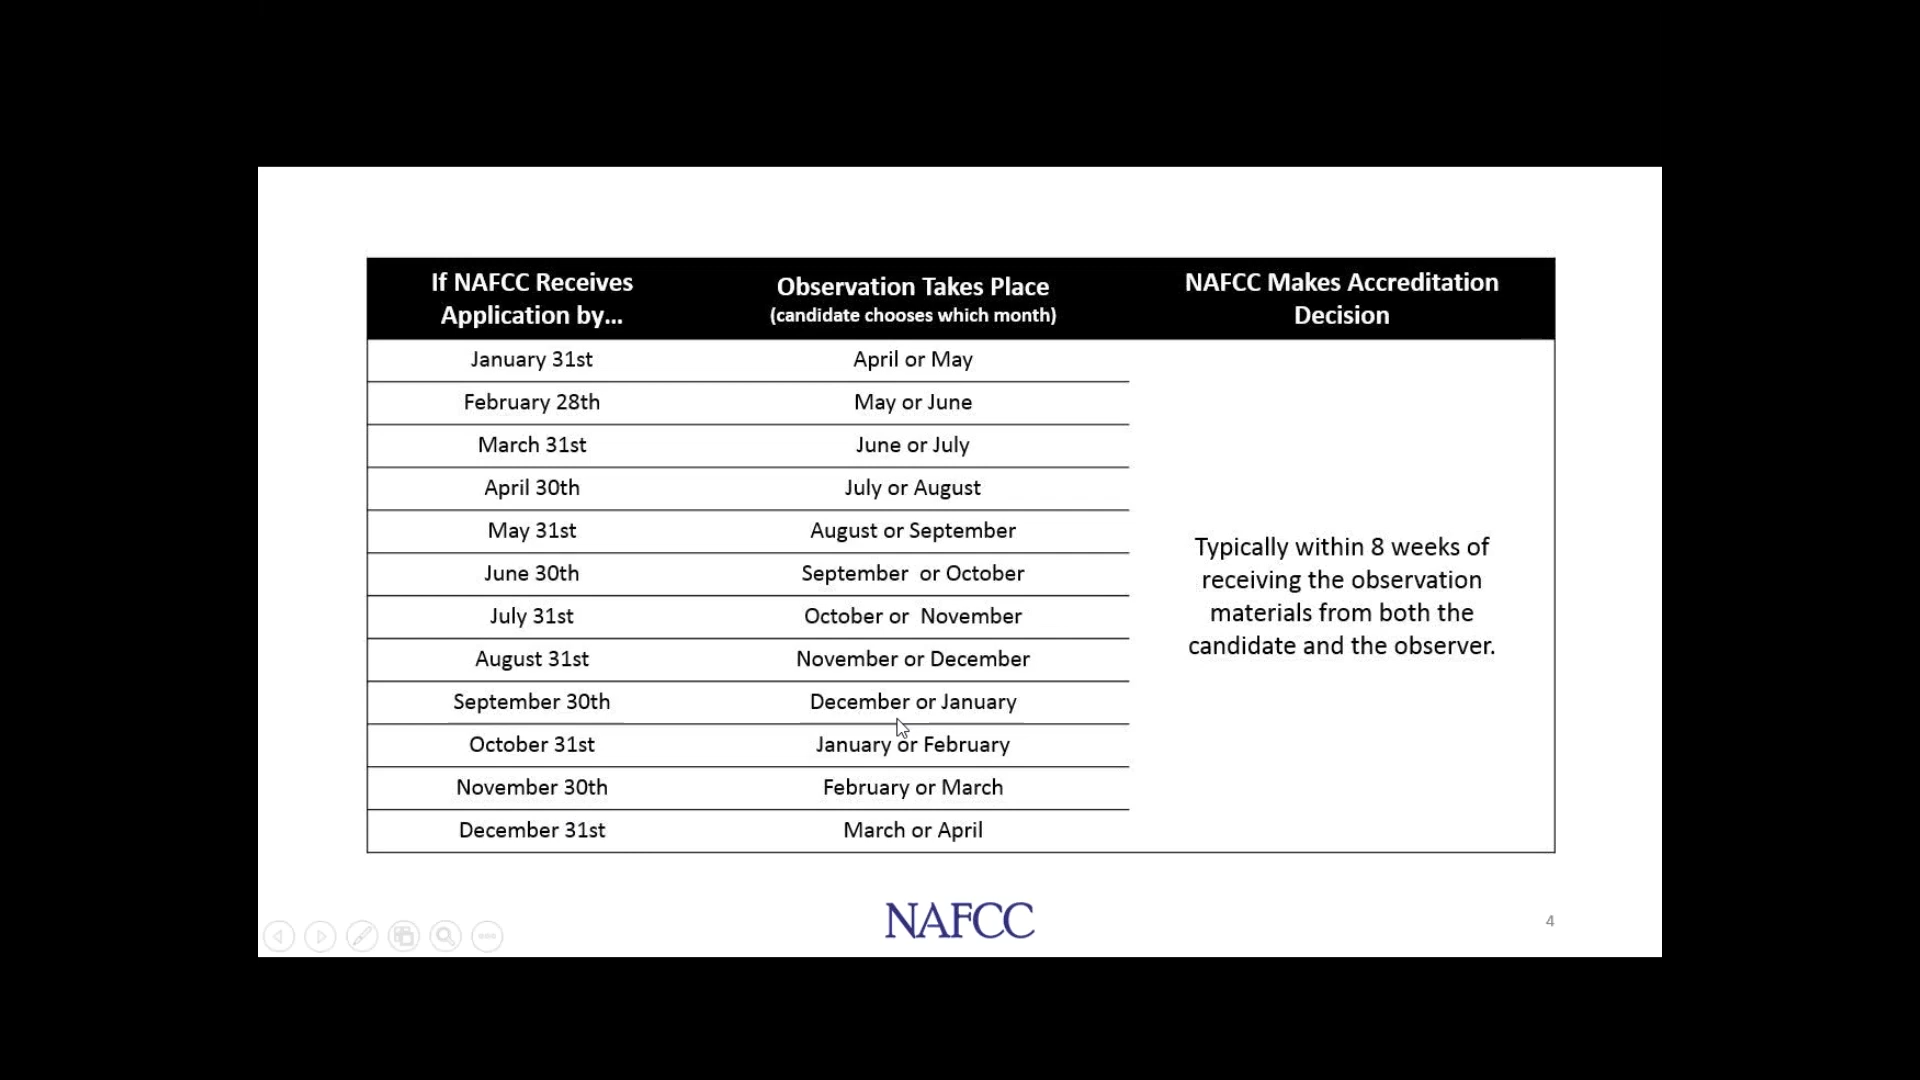 If NAFCC Receives
Application by...
Observation Takes Place
(candidate chooses which month)
NAFCC Makes Accreditation
Decision
January 31st April or May
February 28th May or June
March 31st June or July
April 30th July or August
May 31st August or September
June 30th September or October
July 31st October or November
August 31st November or December
September 30th December or January
October 31st January or February
November 30th February or March
December 31st March or April
Typically within 8 weeks of
receiving the observation
materials from both the
candidate and the observer.
NAFCC
4